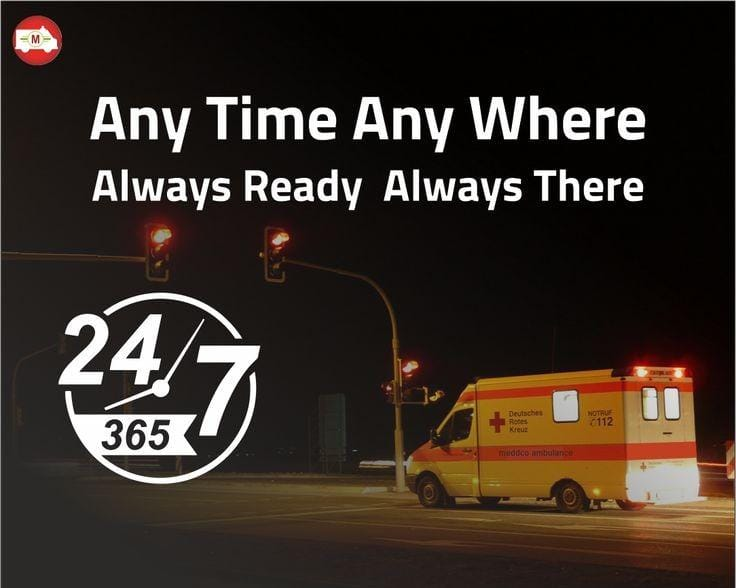 M
Any Time Any Where
Always Ready Always There
24
7
365
Deutsches
Rotes
Kreuz
NOTRUF
✆112
meddco ambulance